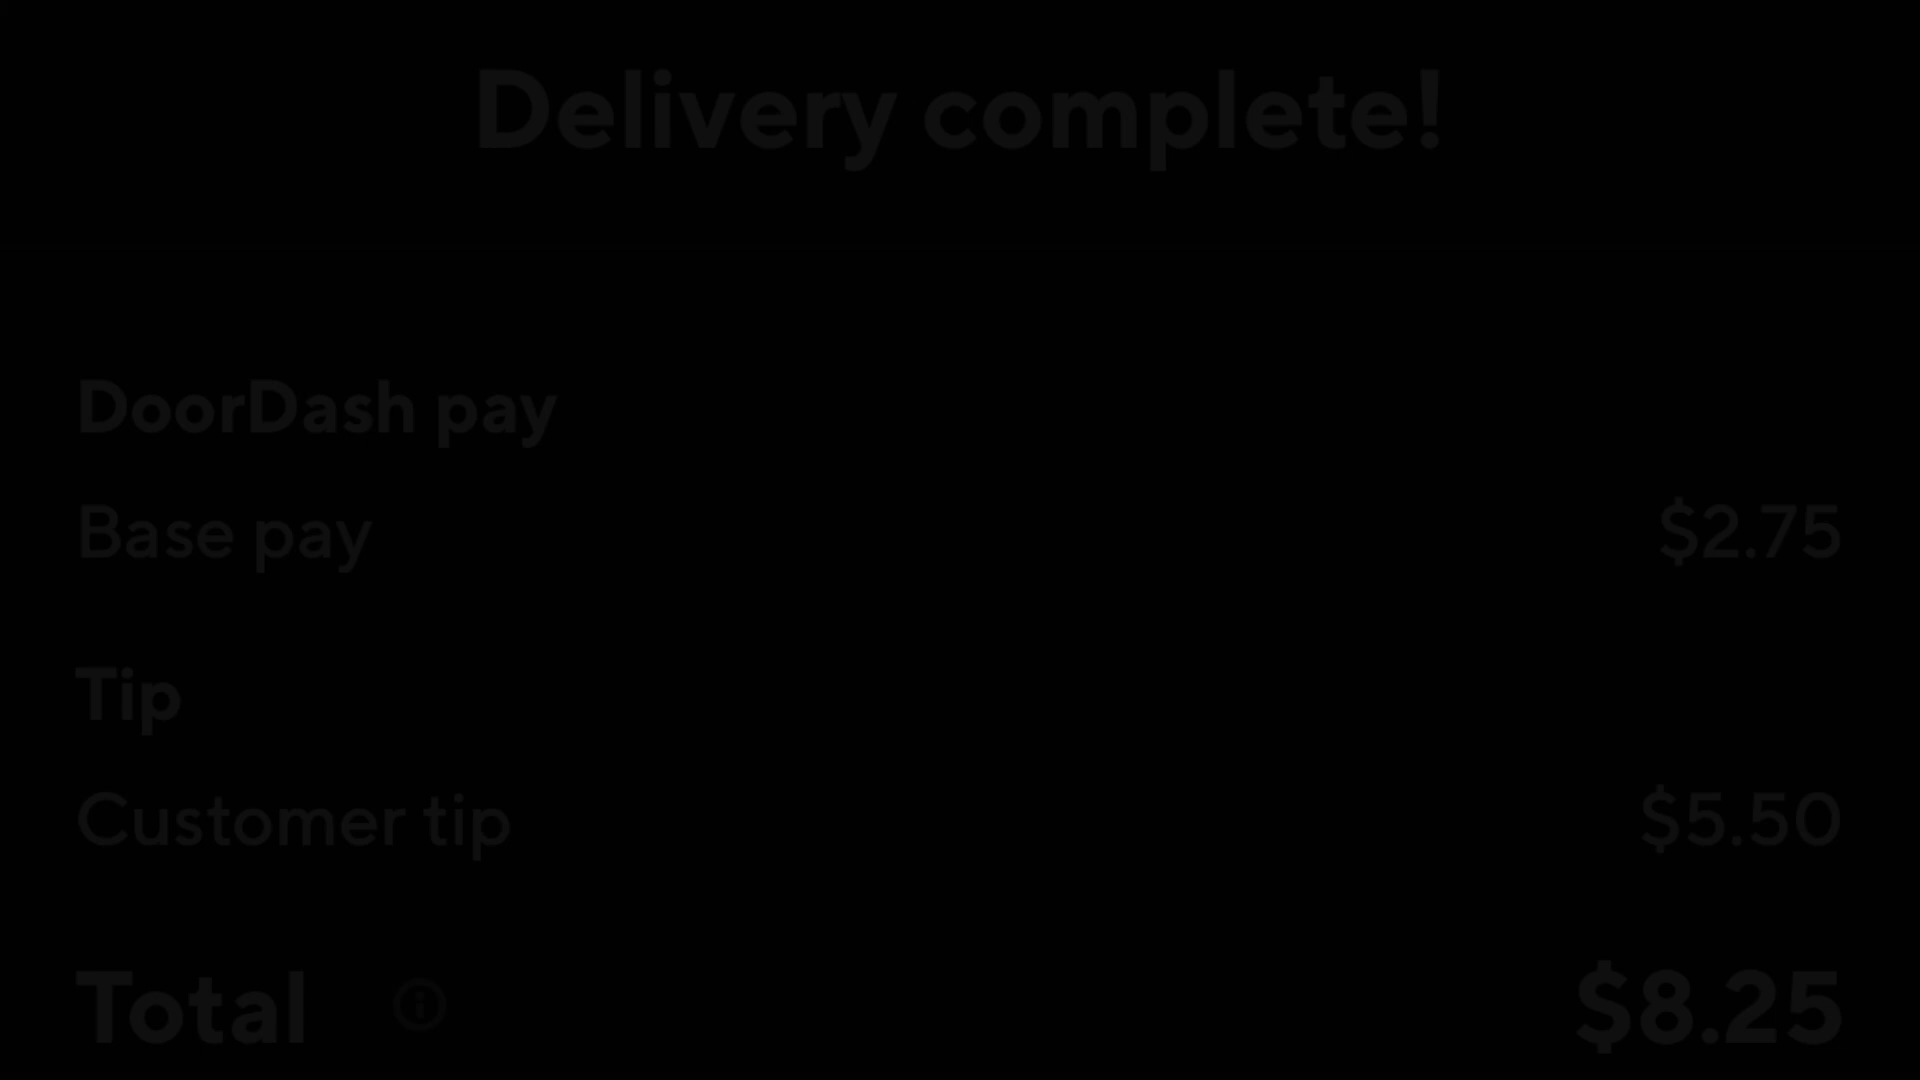 Delivery complete!
DoorDash pay
Base pay $2.75
Tip
Customer tip $5.50
Total $8.25